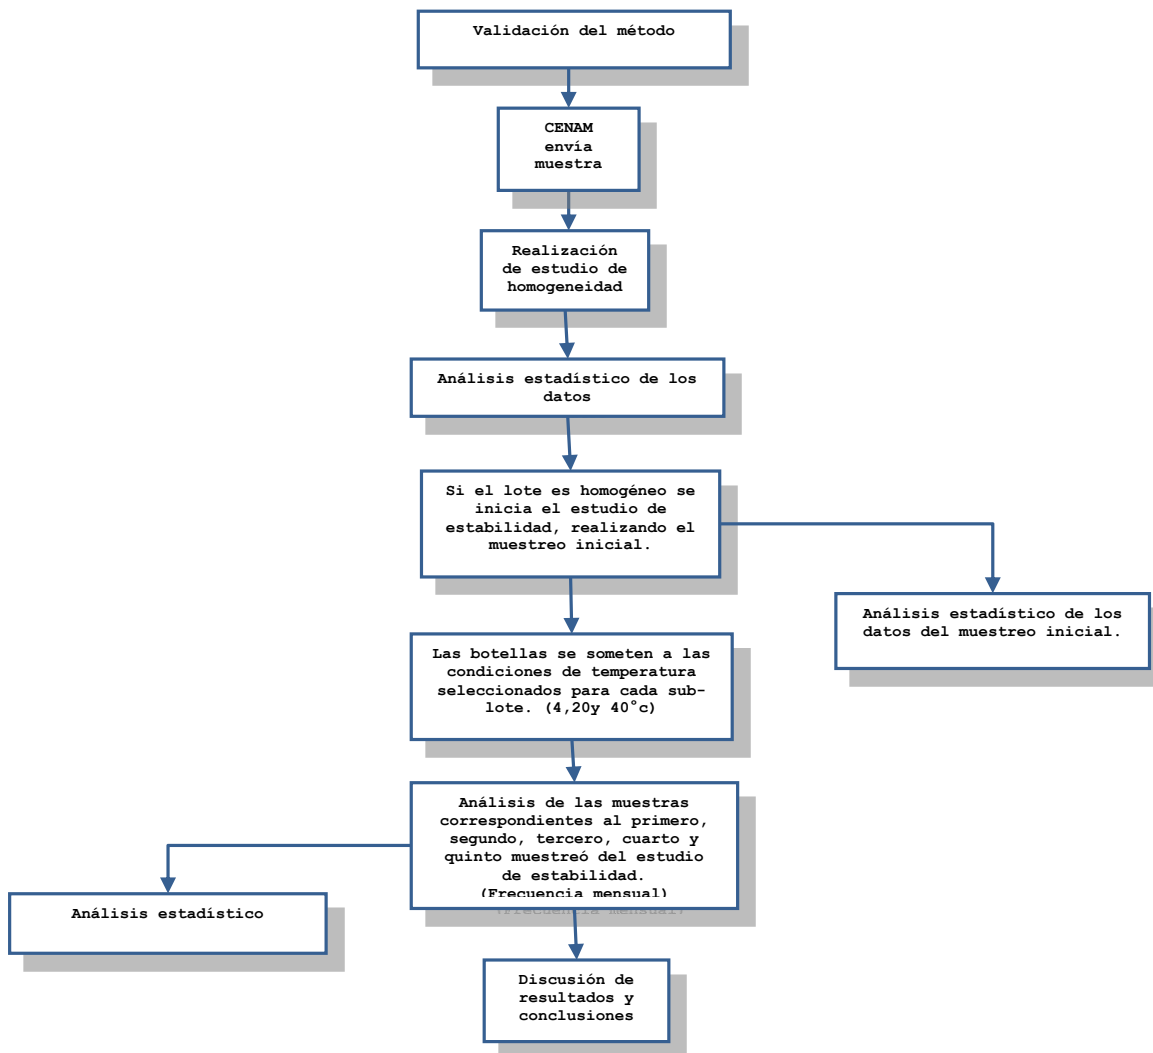 Validación del método
CENAM
envía
muestra
Realización
de estudio de
homogeneidad
Análisis estadístico de los
datos
Si el lote es homogéneo se
inicia el estudio de
estabilidad, realizando el
muestreo inicial.
Análisis estadístico de los
datos del muestreo inicial.
Las botellas se someten a las
condiciones de temperatura
seleccionados para cada sub-
lote. (4,20y 40°c)
Análisis de las muestras
correspondientes al primero,
segundo, tercero, cuarto y
quinto muestreó del estudio
de estabilidad.
(Frecuencia mensual)
Análisis estadístico
Discusión de
resultados y
conclusiones